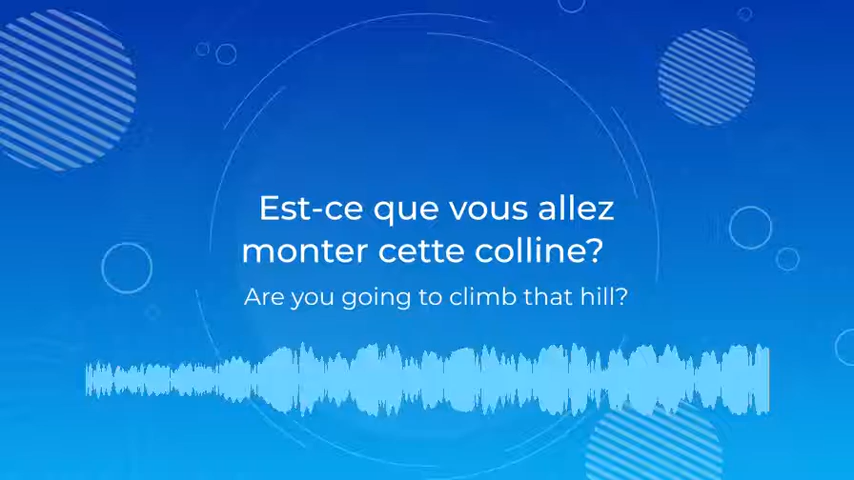 Est-ce que vous allez
monter cette colline?
Are you going to climb that hill?